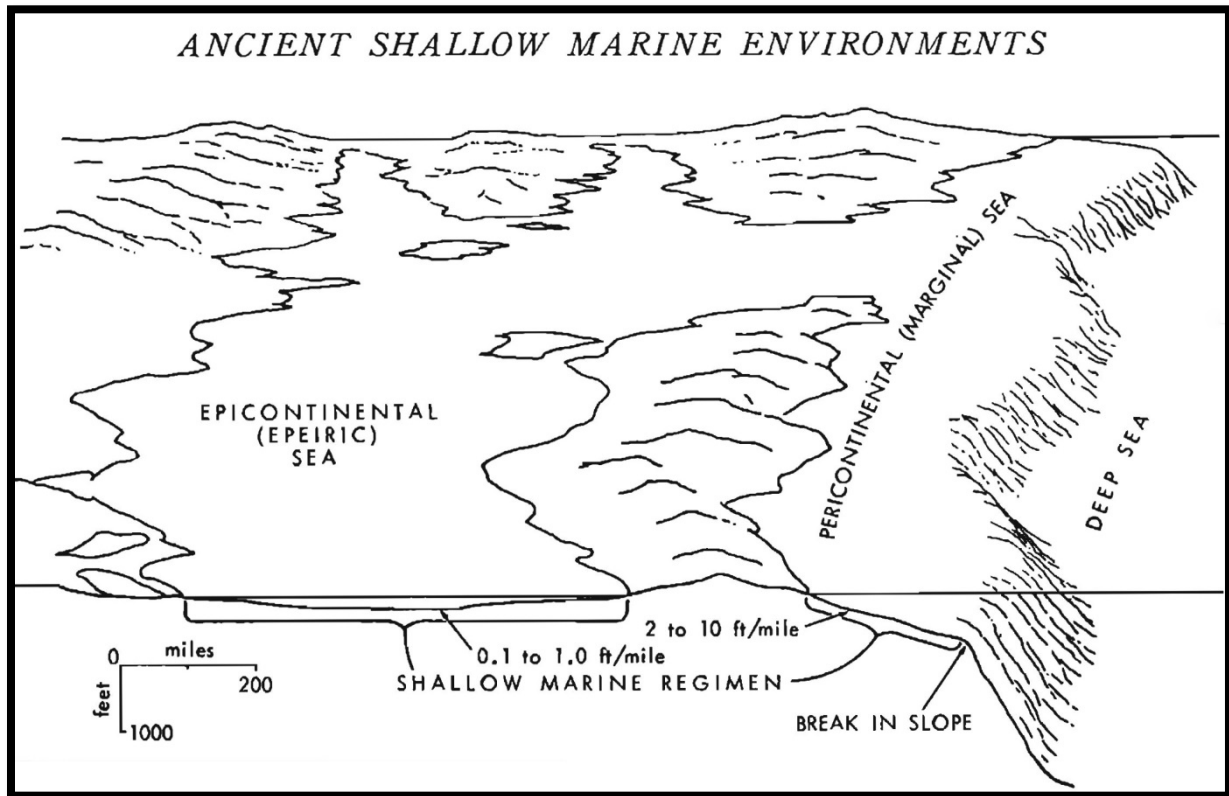 ANCIENT SHALLOW MARINE ENVIRONMENTS
EPICONTINENTAL
(EPEIRIC)
SEA
PERICONTINENTAL (MARGINAL) SEA
DEEP SEA
2 to 10 ft/mile
0.1 to 1.0 ft/mile
SHALLOW MARINE REGIMEN
BREAK IN SLOPE
0 miles
200
feet
1000